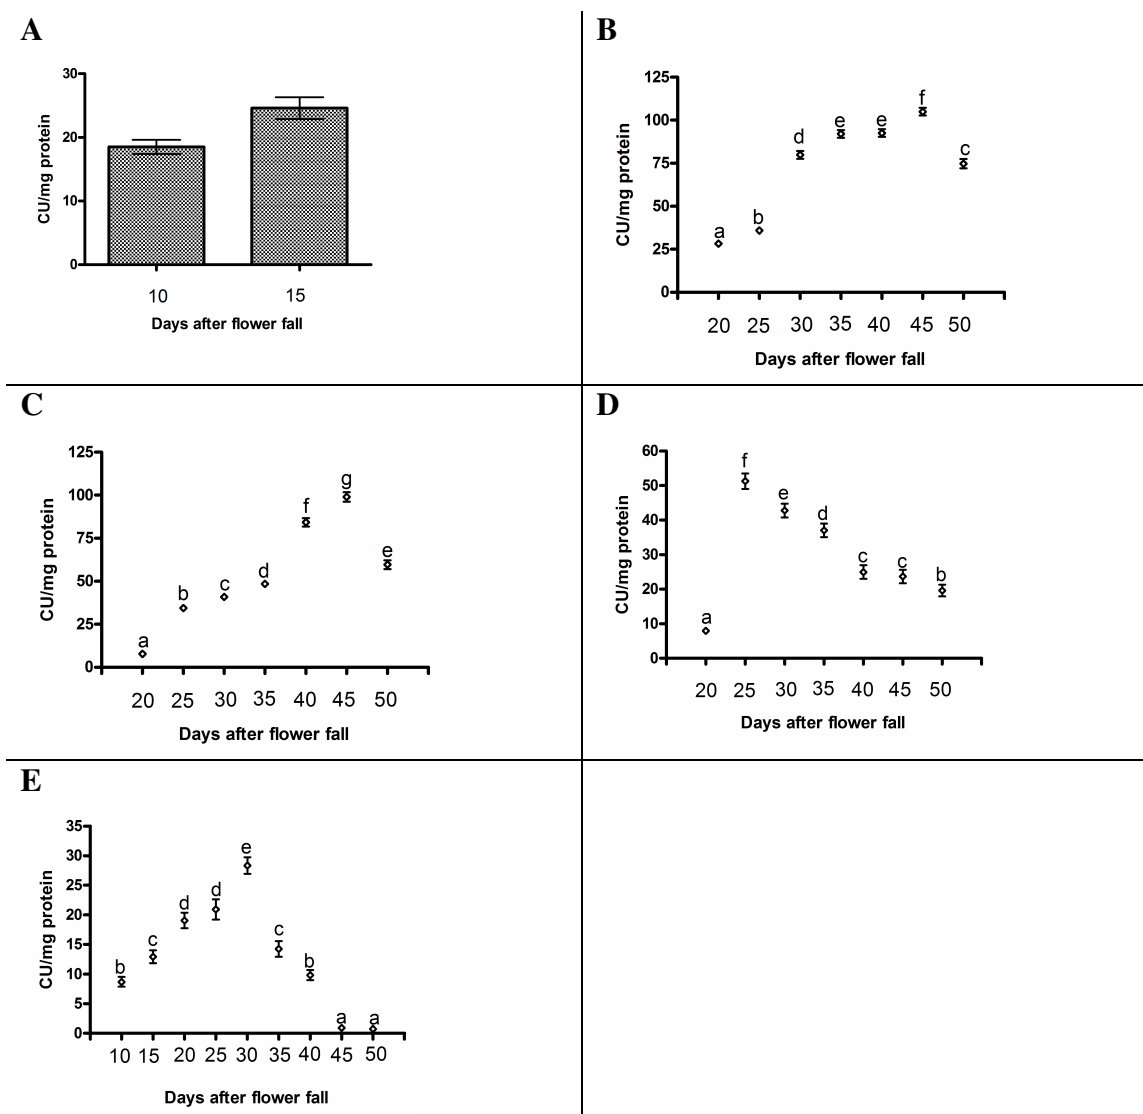 A
30
20
10
0
CU/mg protein
10 15
Days after flower fall
B
125
100
75
50
25
0
CU/mg protein
a b d e e f c
20 25 30 35 40 45 50
Days after flower fall
C
125
100
75
50
25
0
CU/mg protein
a b c d f g e
20 25 30 35 40 45 50
Days after flower fall
D
60
50
40
30
20
10
0
CU/mg protein
a f e d c c b
20 25 30 35 40 45 50
Days after flower fall
E
35
30
25
20
15
10
5
0
CU/mg protein
b c d d e c b a a
10 15 20 25 30 35 40 45 50
Days after flower fall